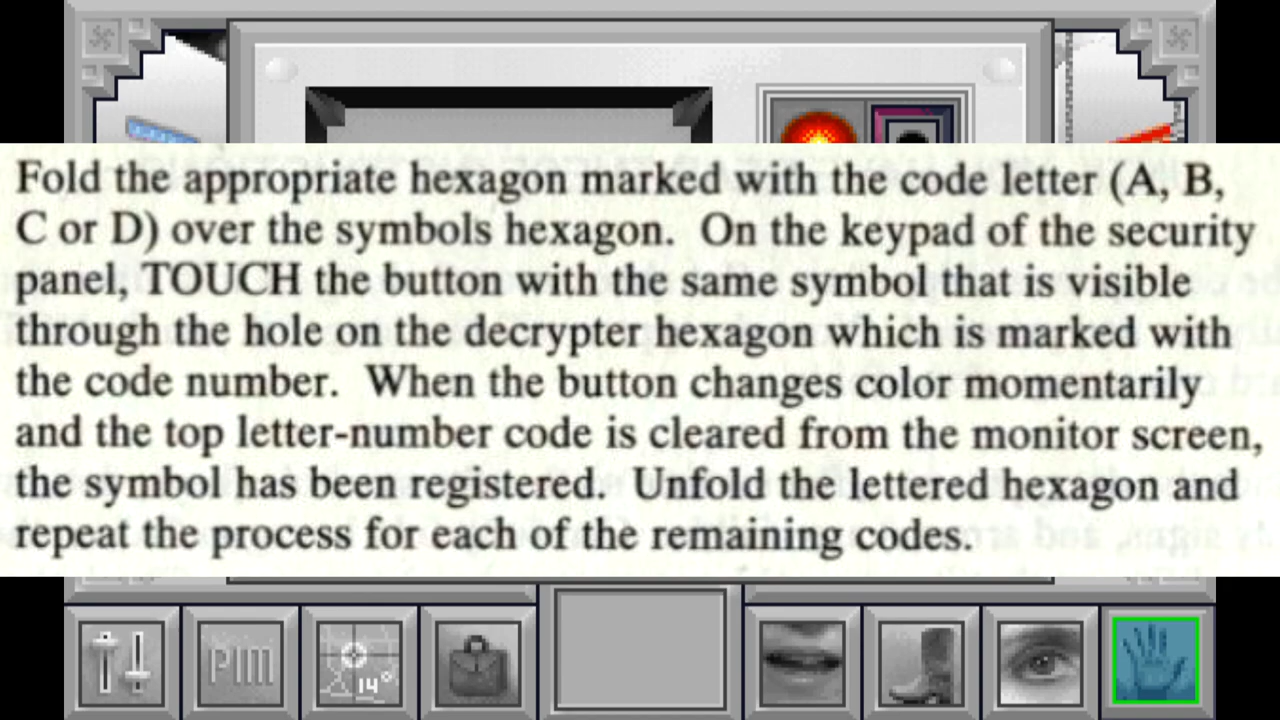 Fold the appropriate hexagon marked with the code letter (A, B,
C or D) over the symbols hexagon.  On the keypad of the security
panel, TOUCH the button with the same symbol that is visible
through the hole on the decrypter hexagon which is marked with
the code number.  When the button changes color momentarily
and the top letter-number code is cleared from the monitor screen,
the symbol has been registered.  Unfold the lettered hexagon and
repeat the process for each of the remaining codes.
PIM
14°